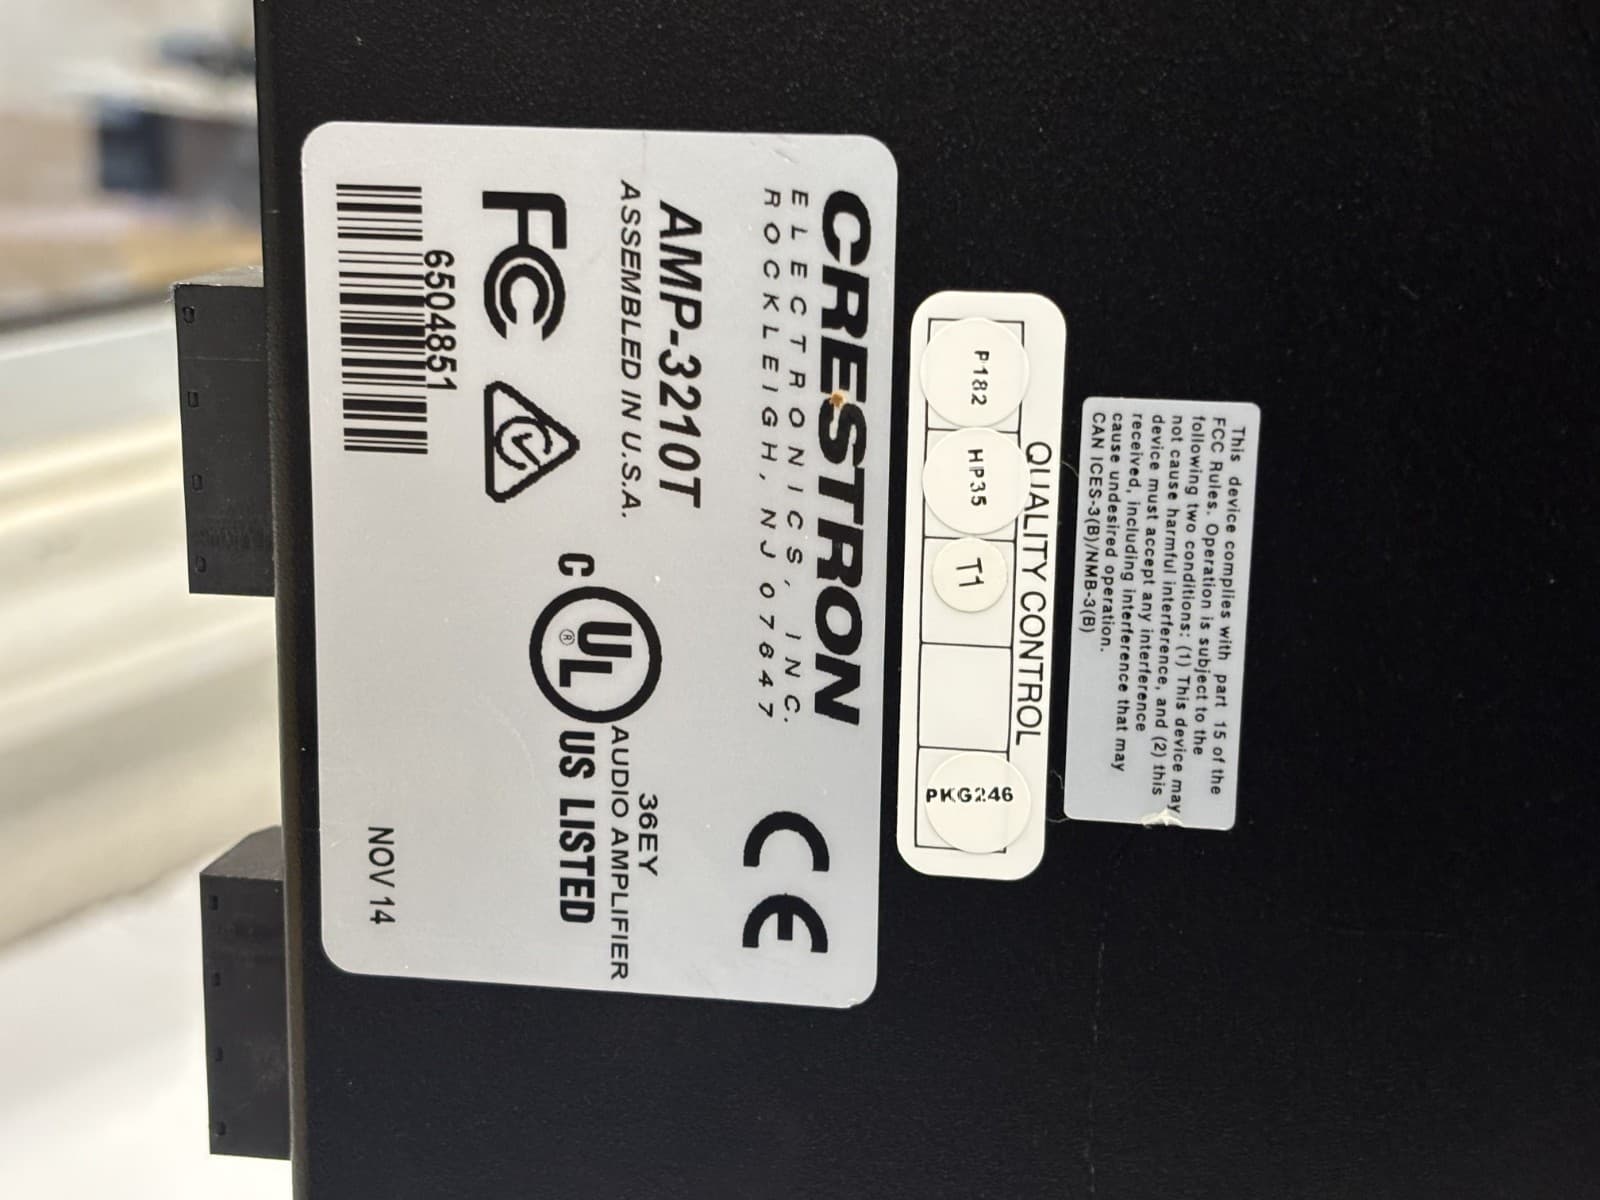 This device complies with part 15 of the
FCC Rules. Operation is subject to the
following two conditions: (1) This device may
not cause harmful interference, and (2) this
device must accept any interference
received, including interference that may
cause undesired operation.
CAN ICES-3(B)/NMB-3(B)
QUALITY CONTROL
P182
HP35
T1
PKG246
CRESTRON
ELECTRONICS, INC.
ROCKLEIGH, NJ 07647
CE
AMP-3210T
ASSEMBLED IN U.S.A.
36EY
AUDIO AMPLIFIER
FC
C UL ® US LISTED
6504851
NOV 14